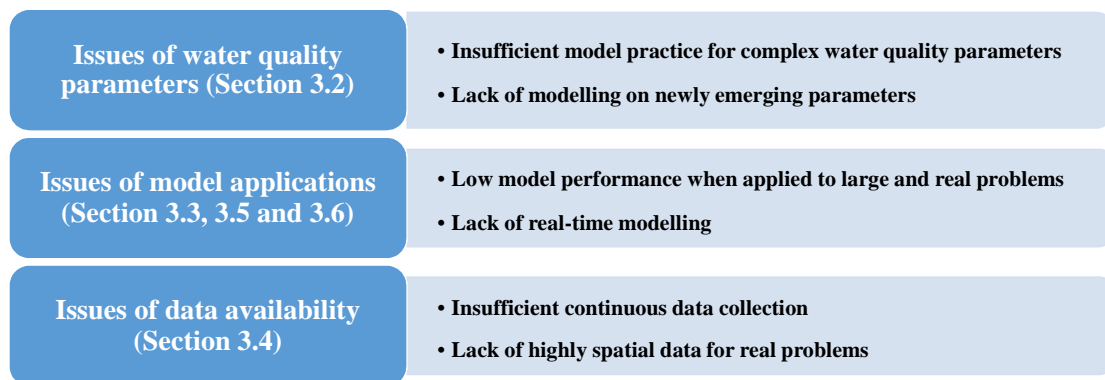 Issues of water quality
parameters (Section 3.2)
• Insufficient model practice for complex water quality parameters
• Lack of modelling on newly emerging parameters
Issues of model applications
(Section 3.3, 3.5 and 3.6)
• Low model performance when applied to large and real problems
• Lack of real-time modelling
Issues of data availability
(Section 3.4)
• Insufficient continuous data collection
• Lack of highly spatial data for real problems